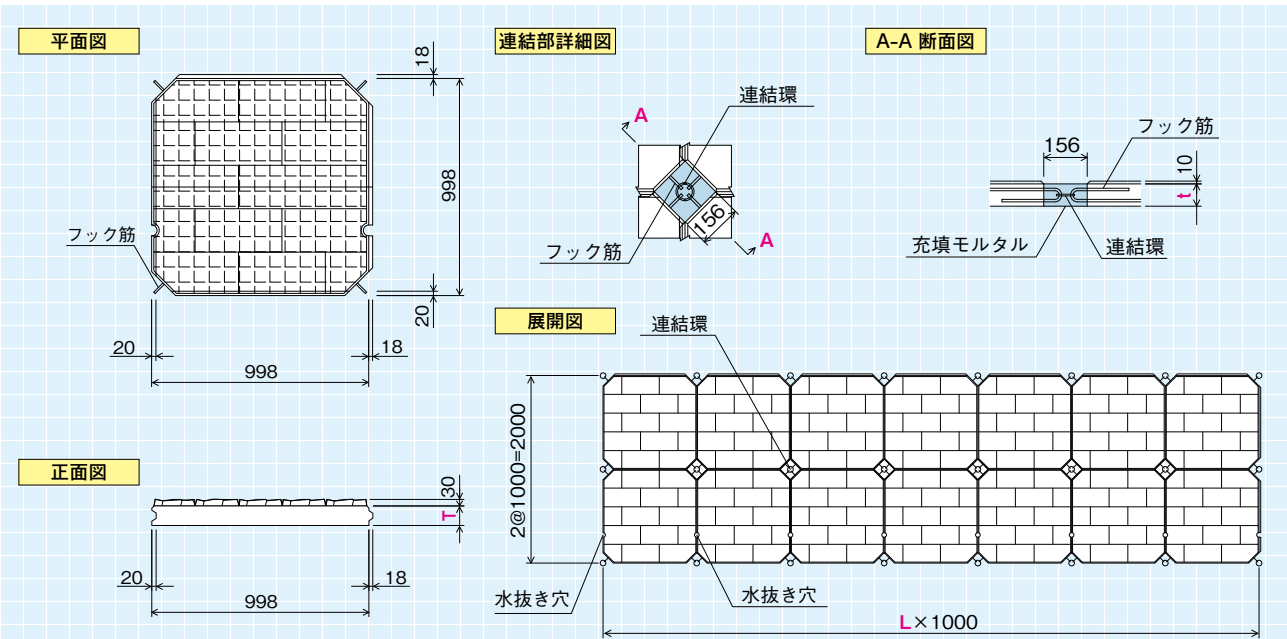 平面図
18
998
フック筋
20
20
18
998
連結部詳細図
連結環
A
156
フック筋
A
A-A 断面図
フック筋
156
10
t
充填モルタル
連結環
正面図
30
T
20
18
998
展開図
連結環
2@1000=2000
水抜き穴
水抜き穴
L×1000